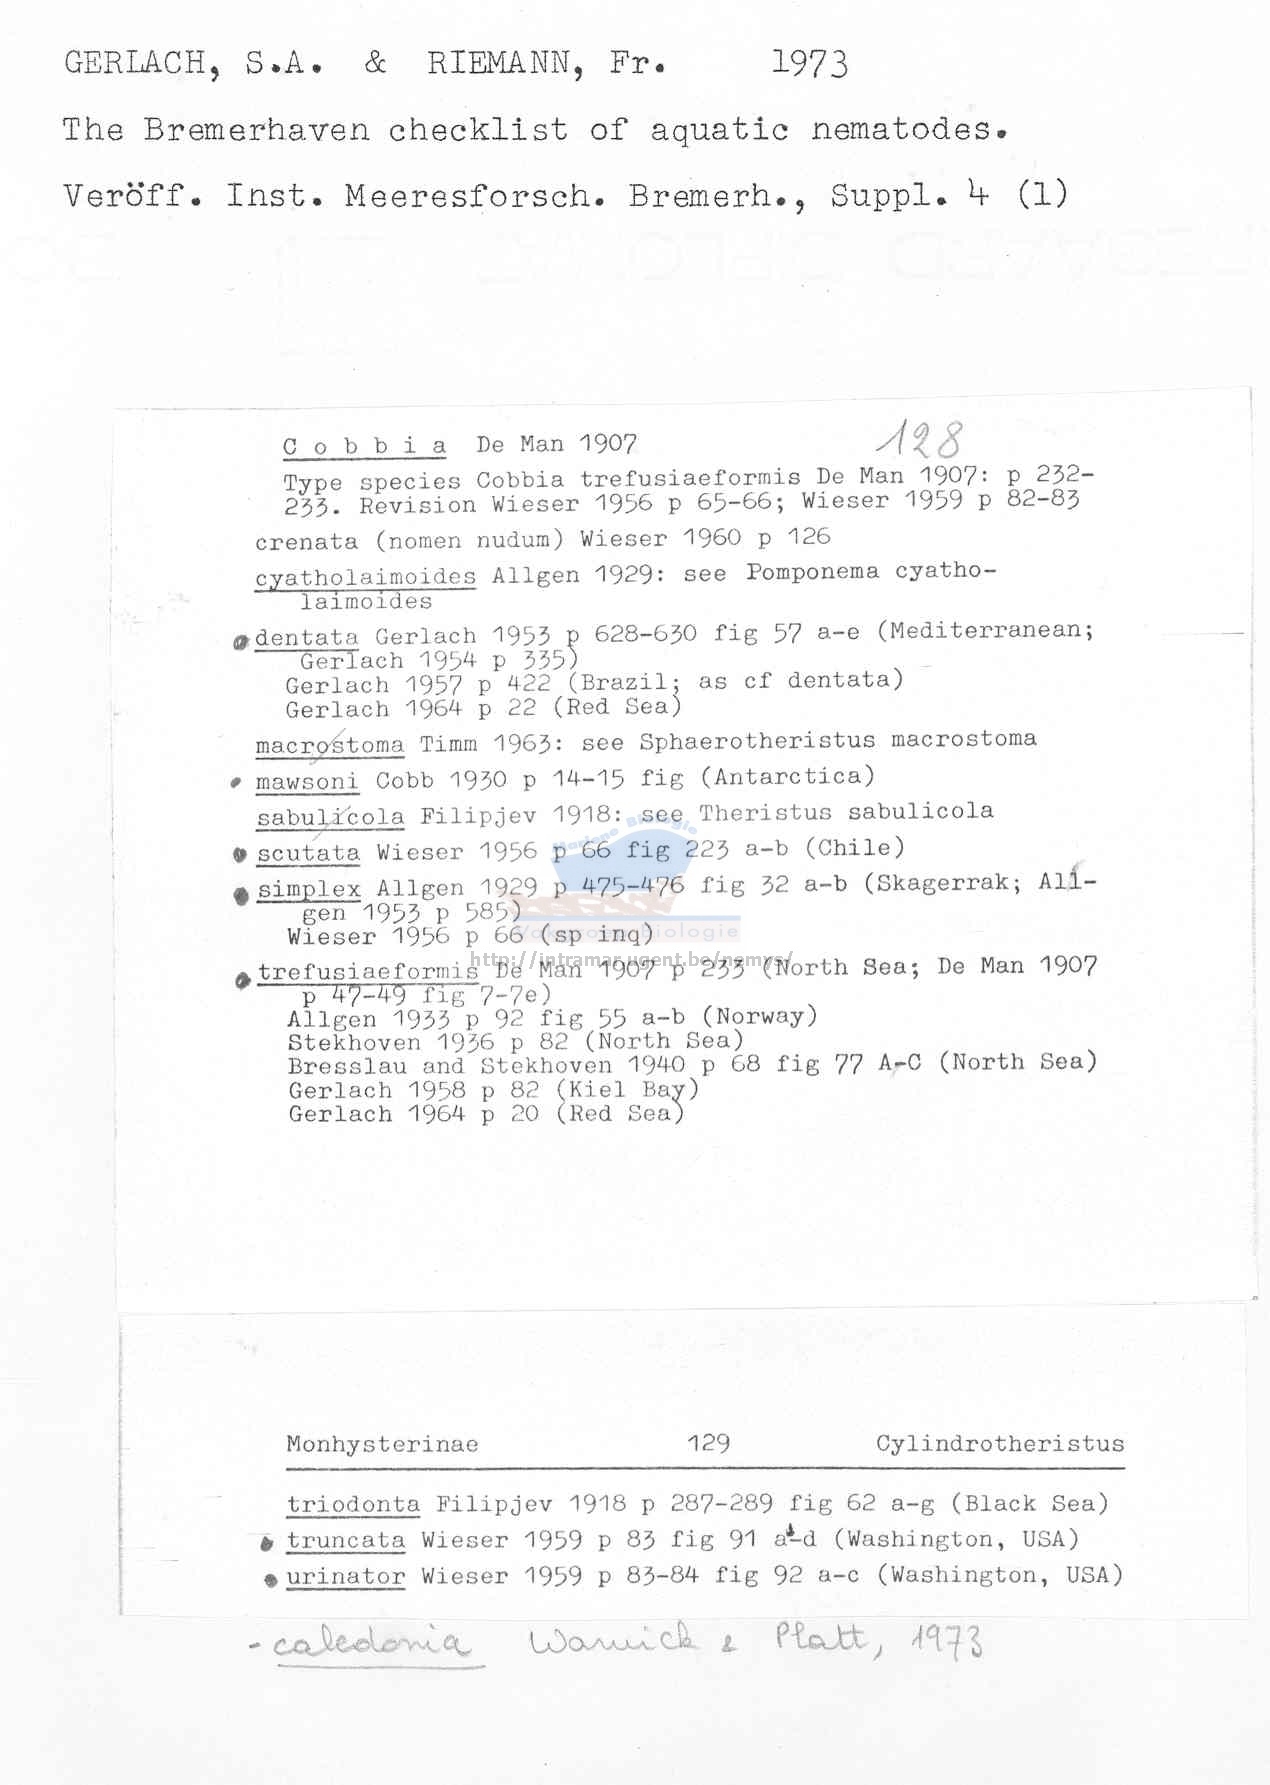 GERLACH, S.A. & RIEMANN, Fr. 1973
The Bremerhaven checklist of aquatic nematodes.
Veröff. Inst. Meeresforsch. Bremerh., Suppl. 4 (1)
128
C o b b i a De Man 1907
Type species Cobbia trefusiaeformis De Man 1907: p 232-
233. Revision Wieser 1956 p 65-66; Wieser 1959 p 82-83
crenata (nomen nudum) Wieser 1960 p 126
cyatholaimoides Allgen 1929: see Pomponema cyatho-
laimoides
dentata Gerlach 1953 p 628-630 fig 57 a-e (Mediterranean;
Gerlach 1954 p 335)
Gerlach 1957 p 422 (Brazil; as cf dentata)
Gerlach 1964 p 22 (Red Sea)
macrostoma Timm 1963: see Sphaerotheristus macrostoma
mawsoni Cobb 1930 p 14-15 fig (Antarctica)
sabulicola Filipjev 1918: see Theristus sabulicola
Mariene Biologie
scutata Wieser 1956 p 66 fig 223 a-b (Chile)
simplex Allgen 1929 p 475-476 fig 32 a-b (Skagerrak; All-
gen 1953 p 585)
Wieser 1956 p 66 (sp inq)
Vakgroep Biologie
http://intramar.ugent.be/nemys/
trefusiaeformis De Man 1907 p 233 (North Sea; De Man 1907
p 47-49 fig 7-7e)
Allgen 1933 p 92 fig 55 a-b (Norway)
Stekhoven 1936 p 82 (North Sea)
Bresslau and Stekhoven 1940 p 68 fig 77 A-C (North Sea)
Gerlach 1958 p 82 (Kiel Bay)
Gerlach 1964 p 20 (Red Sea)
Monhysterinae 129 Cylindrotheristus
triodonta Filipjev 1918 p 287-289 fig 62 a-g (Black Sea)
truncata Wieser 1959 p 83 fig 91 a-d (Washington, USA)
urinator Wieser 1959 p 83-84 fig 92 a-c (Washington, USA)
- caledonia Warwick & Platt, 1973